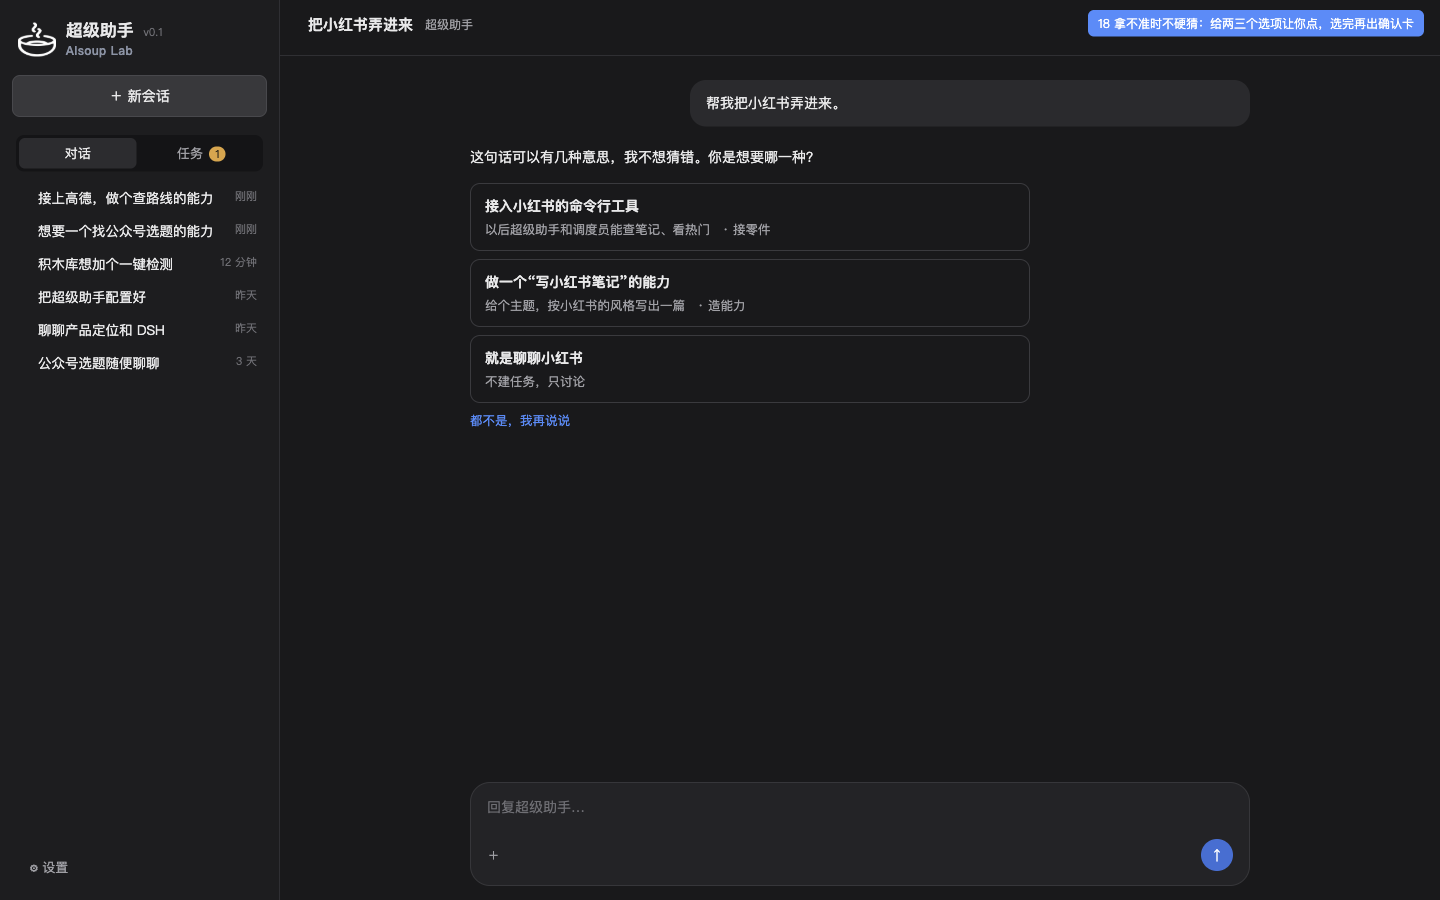 超级助手 v0.1
AIsoup Lab
+ 新会话
对话 任务 1
接上高德，做个查路线的能力 刚刚
想要一个找公众号选题的能力 刚刚
积木库想加个一键检测 12 分钟
把超级助手配置好 昨天
聊聊产品定位和 DSH 昨天
公众号选题随便聊聊 3 天
设置
把小红书弄进来 超级助手
18 拿不准时不硬猜：给两三个选项让你点，选完再出确认卡
帮我把小红书弄进来。
这句话可以有几种意思，我不想猜错。你是想要哪一种？
接入小红书的命令行工具
以后超级助手和调度员能查笔记、看热门 · 接零件
做一个“写小红书笔记”的能力
给个主题，按小红书的风格写出一篇 · 造能力
就是聊聊小红书
不建任务，只讨论
都不是，我再说说
回复超级助手…
+
↑